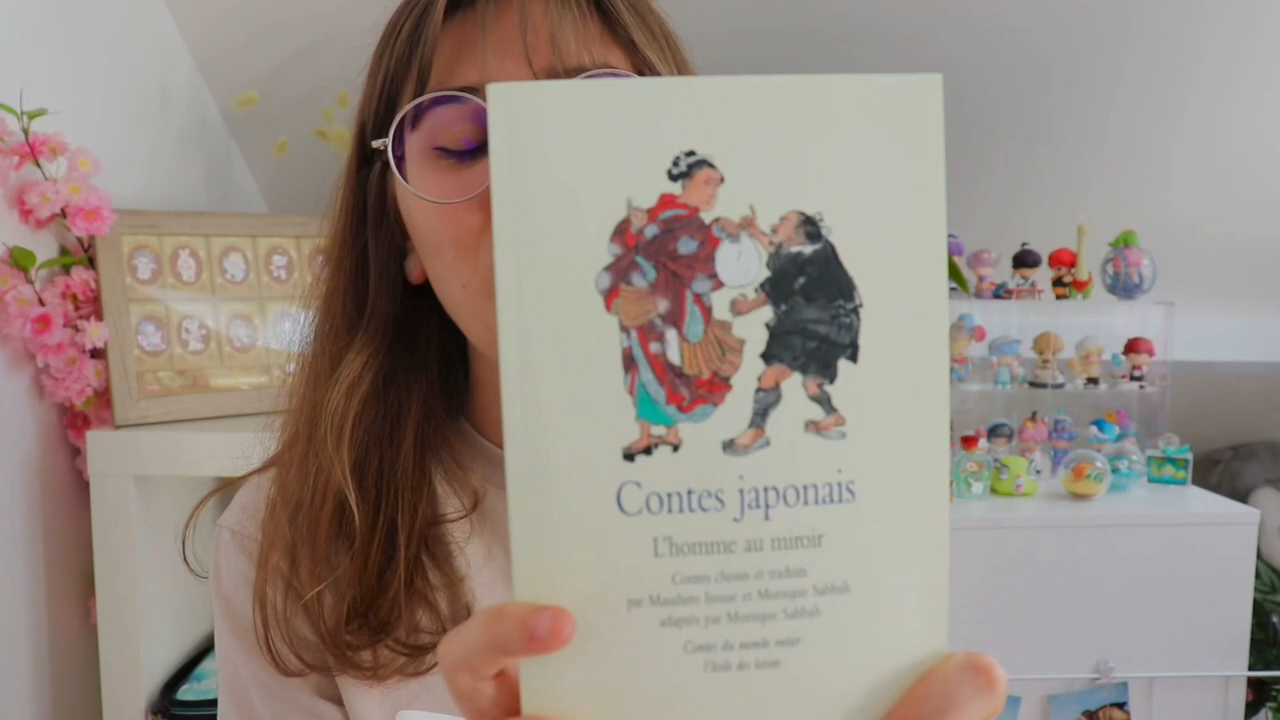 Contes japonais
L'homme au miroir
Contes choisis et traduits
par Masaharu Inoue et Monique Sabbah
adaptés par Monique Sabbah
Contes du monde entier
l'école des loisirs